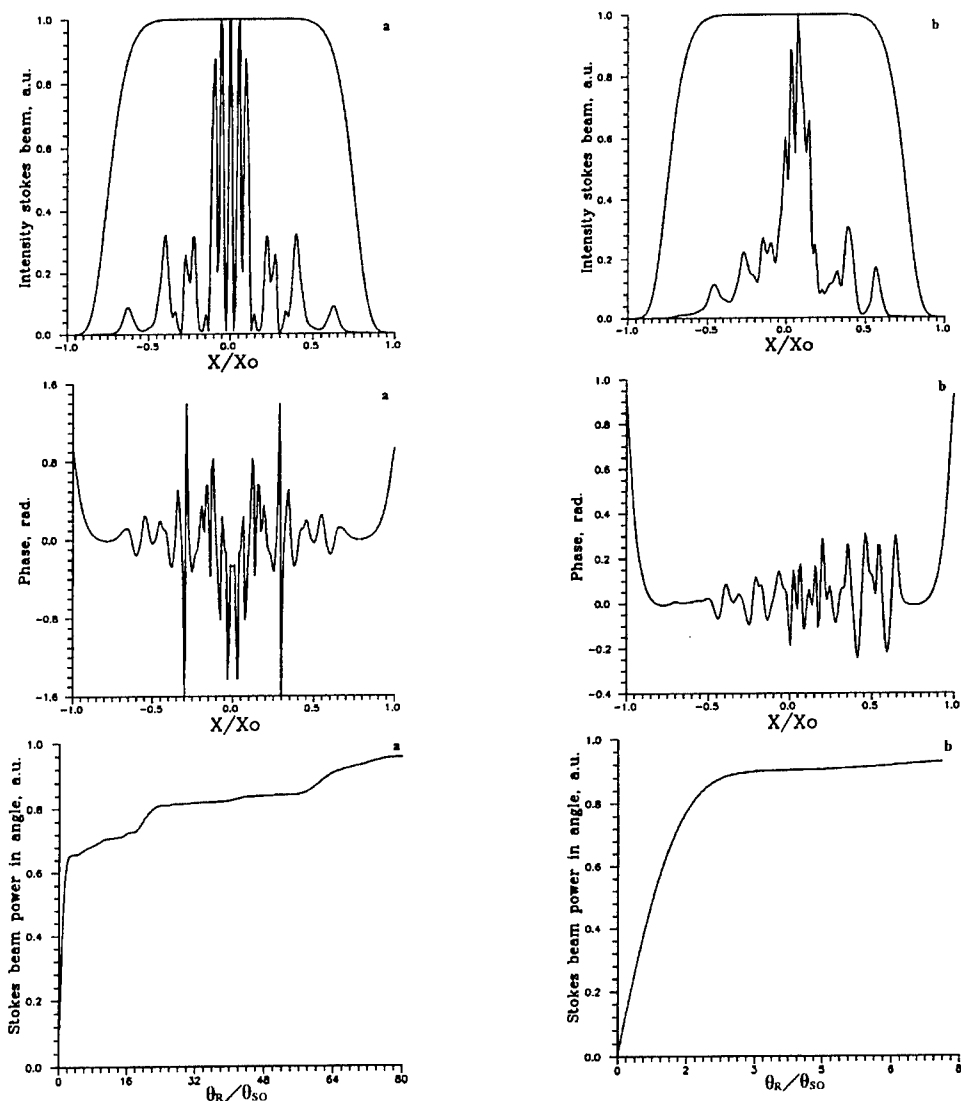 a
Intensity stokes beam, a.u.
1.0
0.8
0.6
0.4
0.2
0.0
-1.0 -0.5 0.0 0.5 1.0
X/Xo
b
Intensity stokes beam, a.u.
1.0
0.8
0.6
0.4
0.2
0.0
-1.0 -0.5 0.0 0.5 1.0
X/Xo
a
Phase, rad.
1.6
0.8
0.0
-0.8
-1.6
-1.0 -0.5 0.0 0.5 1.0
X/Xo
b
Phase, rad.
1.0
0.8
0.6
0.4
0.2
0.0
-0.2
-0.4
-1.0 -0.5 0.0 0.5 1.0
X/Xo
a
Stokes beam power in angle, a.u.
1.0
0.8
0.6
0.4
0.2
0.0
0 16 32 48 64 80
θR/θSO
b
Stokes beam power in angle, a.u.
1.0
0.8
0.6
0.4
0.2
0.0
0 2 3 5 6 8
θR/θSO